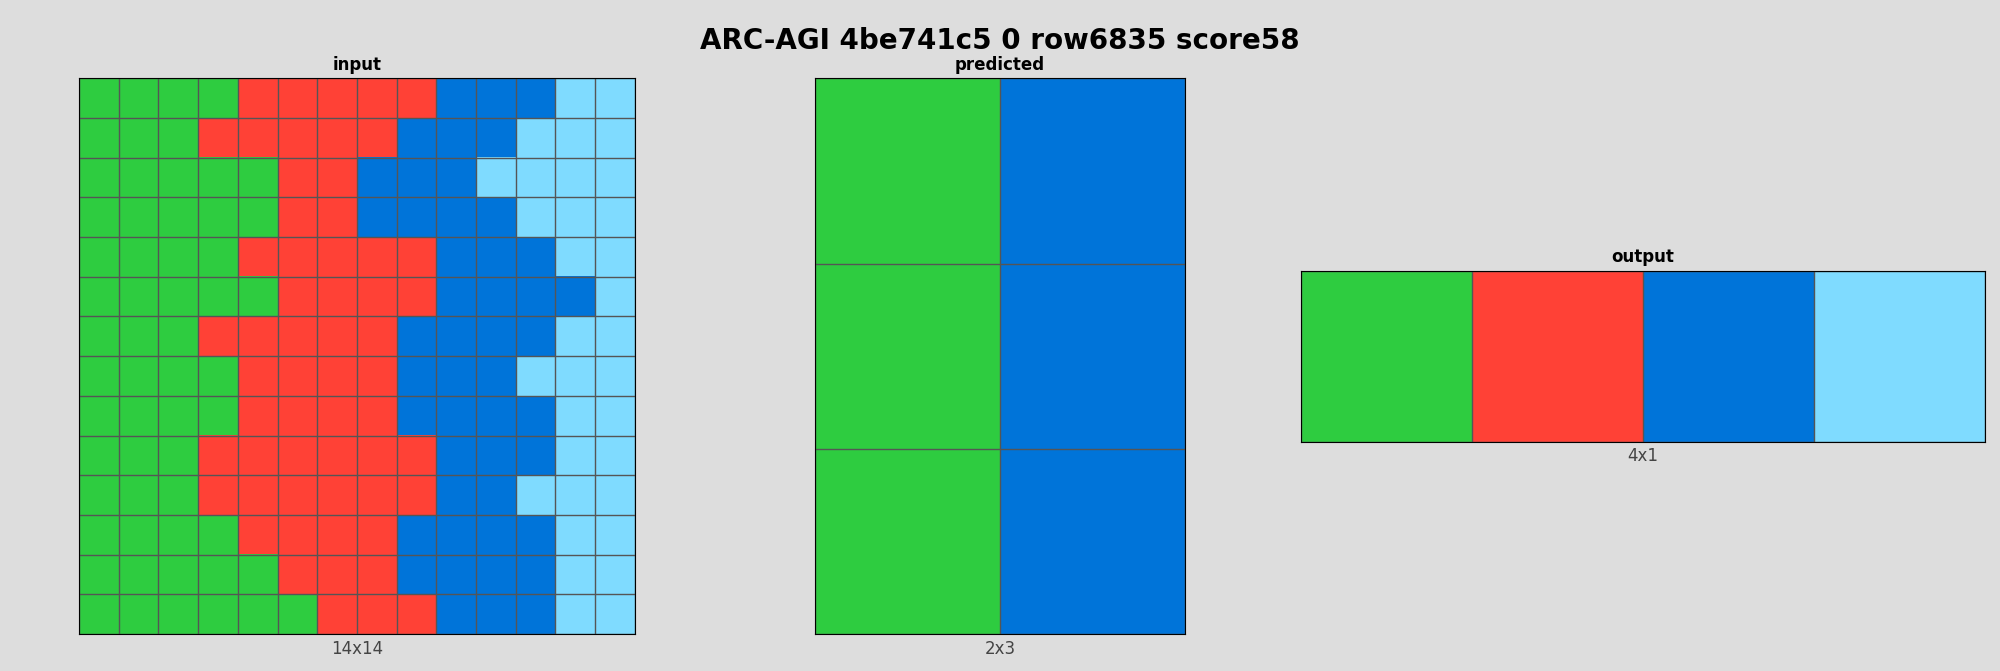 ARC-AGI 4be741c5 0 row6835 score58
input
predicted
output
14x14
2x3
4x1